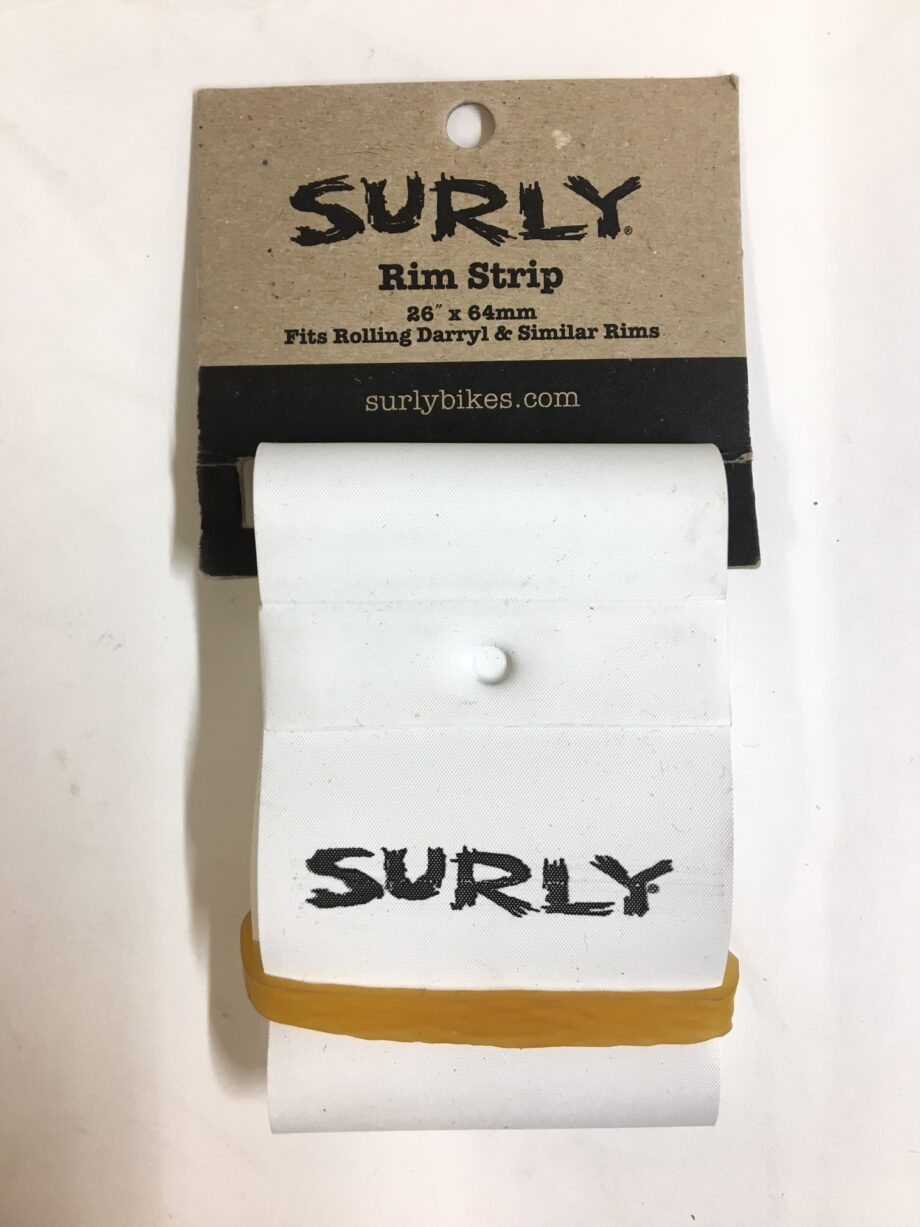 SURLY®
Rim Strip
26" x 64mm
Fits Rolling Darryl & Similar Rims
surlybikes.com
SURLY®